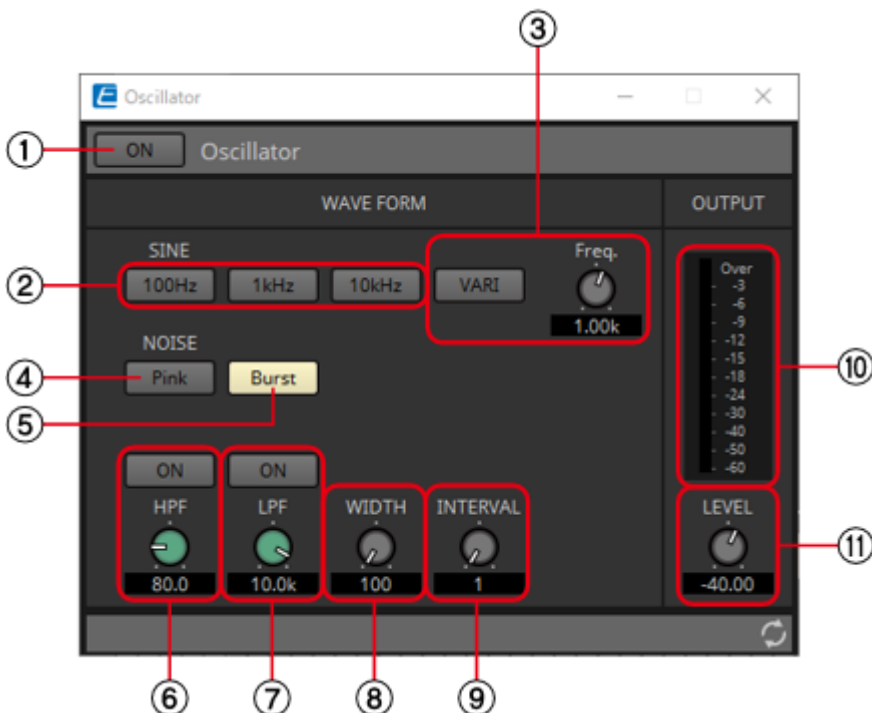 ③
Oscillator
① ON Oscillator
WAVE FORM OUTPUT
SINE Freq.
② 100Hz 1kHz 10kHz VARI
1.00k
Over
-3
-6
-9
-12
-15
-18
-24
-30
-40
-50
-60
⑩
NOISE
④ Pink Burst
⑤
ON ON
HPF LPF WIDTH INTERVAL LEVEL
⑪
80.0 10.0k 100 1 -40.00
⑥ ⑦ ⑧ ⑨